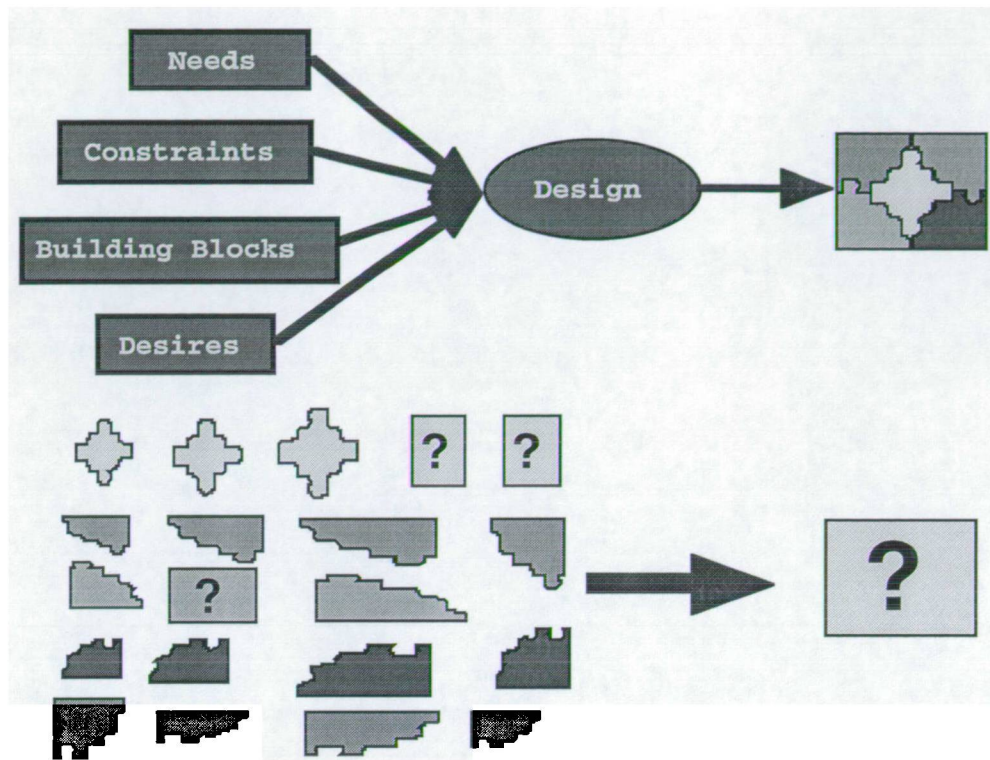 Needs
Constraints
Design
Building Blocks
Desires
? ?
?
?